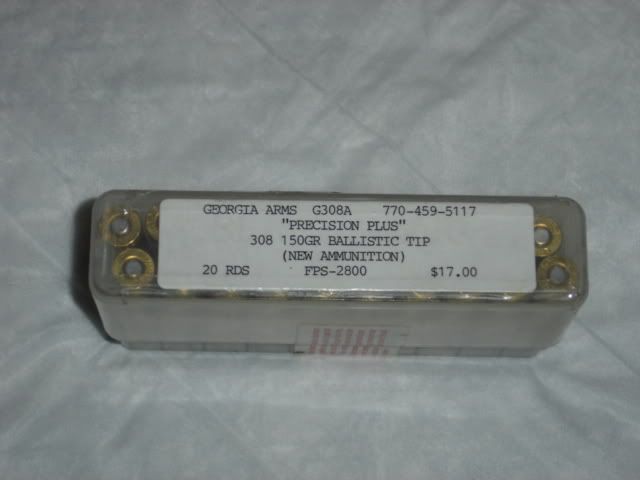 GEORGIA ARMS G308A 770-459-5117
"PRECISION PLUS"
308 150GR BALLISTIC TIP
(NEW AMMUNITION)
20 RDS FPS-2800 $17.00